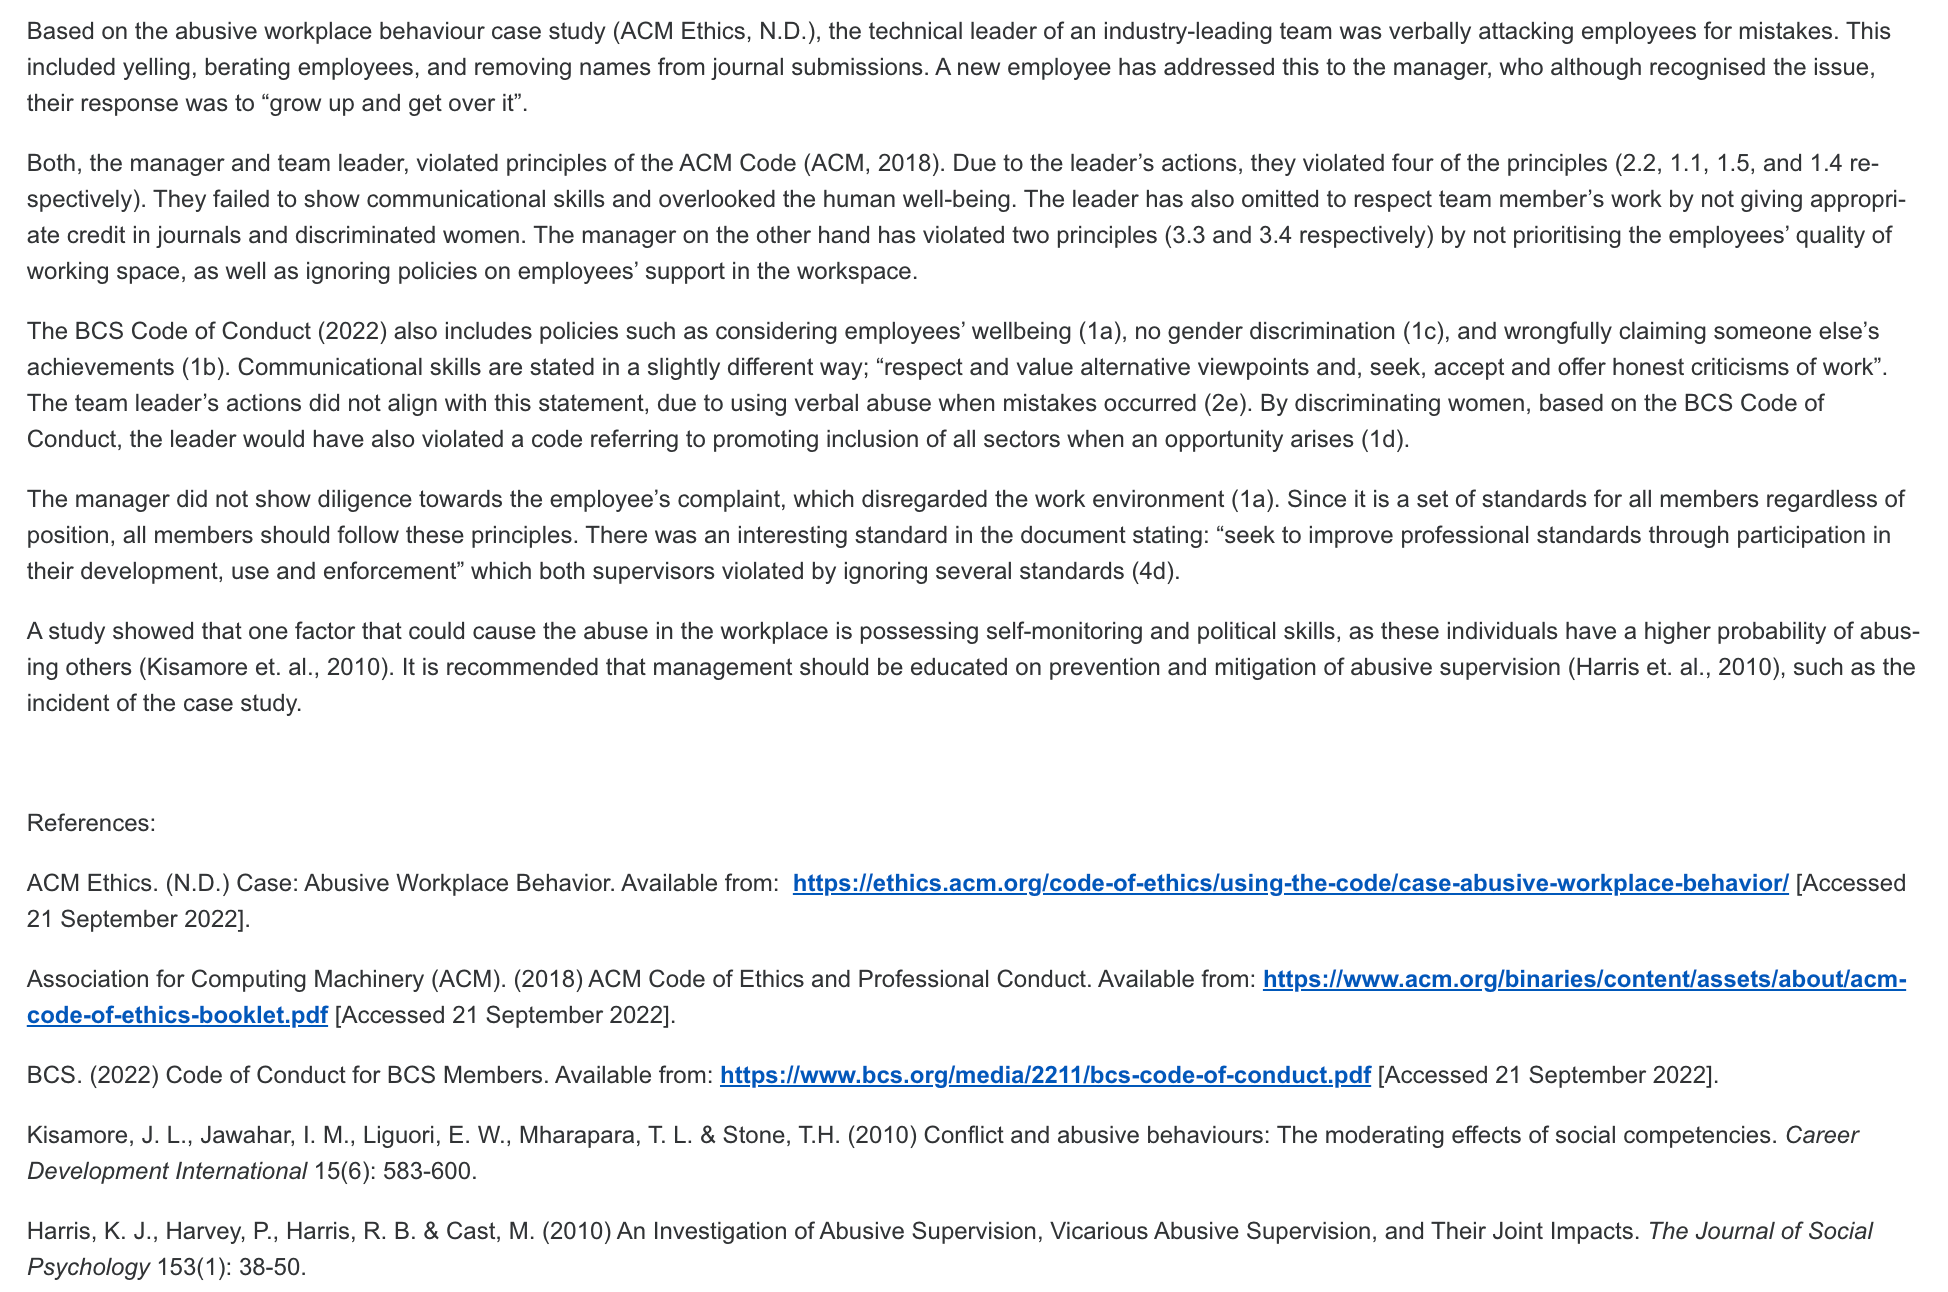 Based on the abusive workplace behaviour case study (ACM Ethics, N.D.), the technical leader of an industry-leading team was verbally attacking employees for mistakes. This
included yelling, berating employees, and removing names from journal submissions. A new employee has addressed this to the manager, who although recognised the issue,
their response was to “grow up and get over it”.
Both, the manager and team leader, violated principles of the ACM Code (ACM, 2018). Due to the leader’s actions, they violated four of the principles (2.2, 1.1, 1.5, and 1.4 re-
spectively). They failed to show communicational skills and overlooked the human well-being. The leader has also omitted to respect team member’s work by not giving appropri-
ate credit in journals and discriminated women. The manager on the other hand has violated two principles (3.3 and 3.4 respectively) by not prioritising the employees’ quality of
working space, as well as ignoring policies on employees’ support in the workspace.
The BCS Code of Conduct (2022) also includes policies such as considering employees’ wellbeing (1a), no gender discrimination (1c), and wrongfully claiming someone else’s
achievements (1b). Communicational skills are stated in a slightly different way; “respect and value alternative viewpoints and, seek, accept and offer honest criticisms of work”.
The team leader’s actions did not align with this statement, due to using verbal abuse when mistakes occurred (2e). By discriminating women, based on the BCS Code of
Conduct, the leader would have also violated a code referring to promoting inclusion of all sectors when an opportunity arises (1d).
The manager did not show diligence towards the employee’s complaint, which disregarded the work environment (1a). Since it is a set of standards for all members regardless of
position, all members should follow these principles. There was an interesting standard in the document stating: “seek to improve professional standards through participation in
their development, use and enforcement” which both supervisors violated by ignoring several standards (4d).
A study showed that one factor that could cause the abuse in the workplace is possessing self-monitoring and political skills, as these individuals have a higher probability of abus-
ing others (Kisamore et. al., 2010). It is recommended that management should be educated on prevention and mitigation of abusive supervision (Harris et. al., 2010), such as the
incident of the case study.
References:
ACM Ethics. (N.D.) Case: Abusive Workplace Behavior. Available from:  https://ethics.acm.org/code-of-ethics/using-the-code/case-abusive-workplace-behavior/ [Accessed
21 September 2022].
Association for Computing Machinery (ACM). (2018) ACM Code of Ethics and Professional Conduct. Available from: https://www.acm.org/binaries/content/assets/about/acm-
code-of-ethics-booklet.pdf [Accessed 21 September 2022].
BCS. (2022) Code of Conduct for BCS Members. Available from: https://www.bcs.org/media/2211/bcs-code-of-conduct.pdf [Accessed 21 September 2022].
Kisamore, J. L., Jawahar, I. M., Liguori, E. W., Mharapara, T. L. & Stone, T.H. (2010) Conflict and abusive behaviours: The moderating effects of social competencies. Career
Development International 15(6): 583-600.
Harris, K. J., Harvey, P., Harris, R. B. & Cast, M. (2010) An Investigation of Abusive Supervision, Vicarious Abusive Supervision, and Their Joint Impacts. The Journal of Social
Psychology 153(1): 38-50.